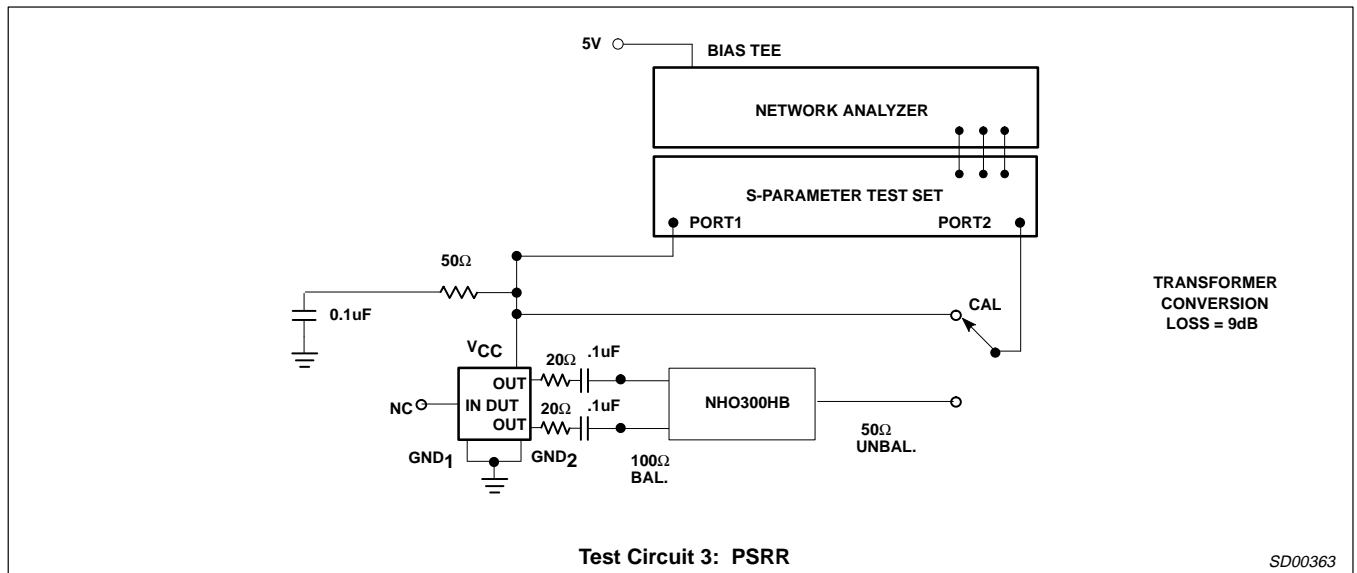 5V
BIAS TEE
NETWORK ANALYZER
S-PARAMETER TEST SET
PORT1
PORT2
50Ω
0.1uF
CAL
TRANSFORMER
CONVERSION
LOSS = 9dB
VCC
20Ω
.1uF
OUT
NC
IN DUT
20Ω
.1uF
OUT
NHO300HB
GND1
GND2
100Ω
BAL.
50Ω
UNBAL.
Test Circuit 3: PSRR
SD00363